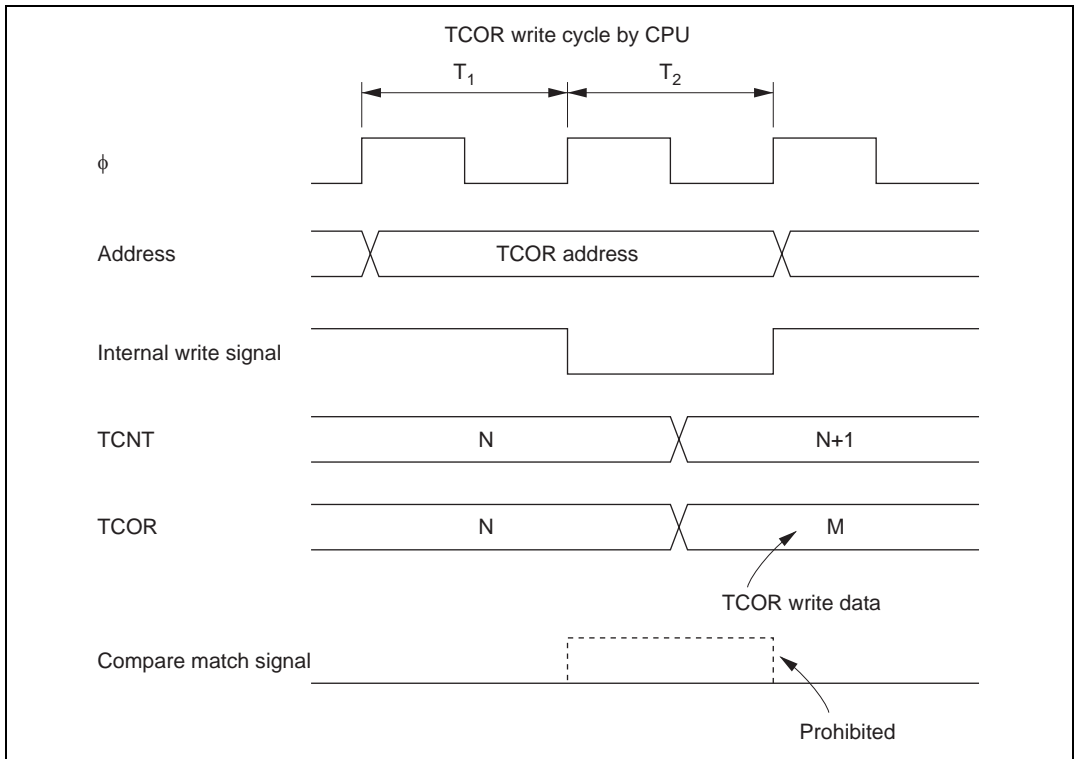 TCOR write cycle by CPU
T1 T2
ϕ
Address TCOR address
Internal write signal
TCNT N N+1
TCOR N M
TCOR write data
Compare match signal
Prohibited